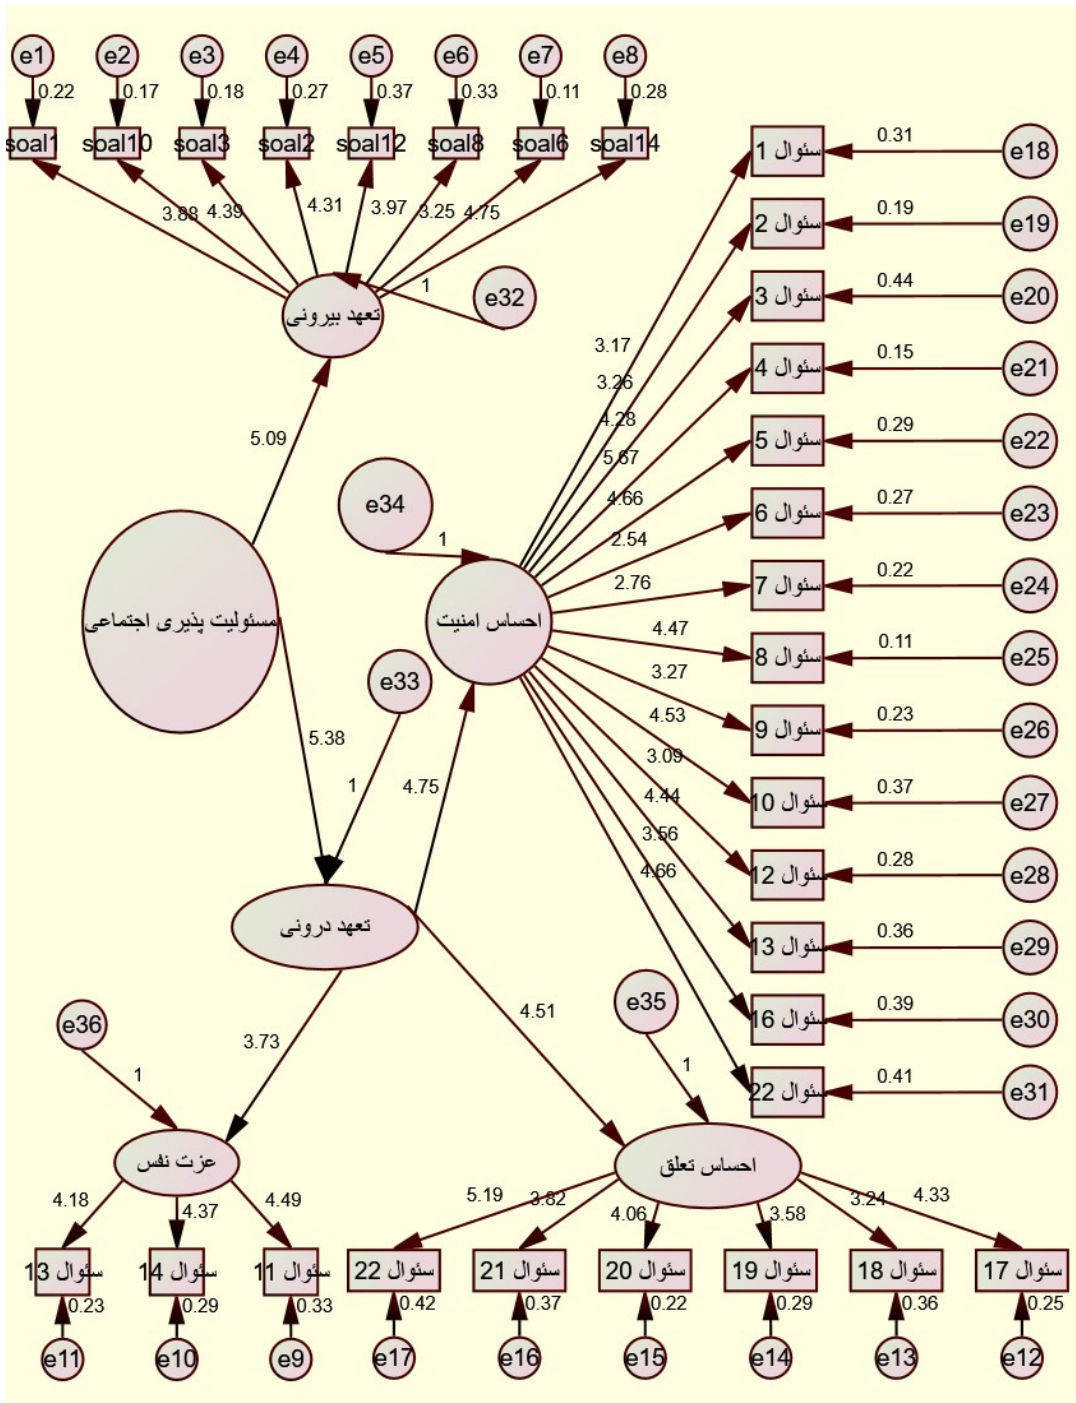 e1 e2 e3 e4 e5 e6 e7 e8
0.22 0.17 0.18 0.27 0.37 0.33 0.11 0.28
soal1 soal10 soal3 soal2 soal12 soal8 soal6 soal14
3.88 4.39 4.31 3.97 3.25 4.75
تعهد بیرونی
1
e32
5.09
مسئولیت پذیری اجتماعی
e34
1
احساس امنیت
e33
5.38
1
4.75
تعهد درونی
3.17
3.26
4.28
5.67
4.66
2.54
2.76
4.47
3.27
4.53
3.09
4.44
3.56
4.66
سئوال 1 0.31 e18
سئوال 2 0.19 e19
سئوال 3 0.44 e20
سئوال 4 0.15 e21
سئوال 5 0.29 e22
سئوال 6 0.27 e23
سئوال 7 0.22 e24
سئوال 8 0.11 e25
سئوال 9 0.23 e26
سئوال 10 0.37 e27
سئوال 12 0.28 e28
سئوال 13 0.36 e29
سئوال 16 0.39 e30
سئوال 22 0.41 e31
e36
1
3.73
4.51
e35
1
عزت نفس
احساس تعلق
4.18 4.37 4.49
5.19 3.82 4.06 3.58 3.24 4.33
سئوال 13 سئوال 14 سئوال 11
سئوال 22 سئوال 21 سئوال 20 سئوال 19 سئوال 18 سئوال 17
0.23 0.29 0.33 0.42 0.37 0.22 0.29 0.36 0.25
e11 e10 e9 e17 e16 e15 e14 e13 e12